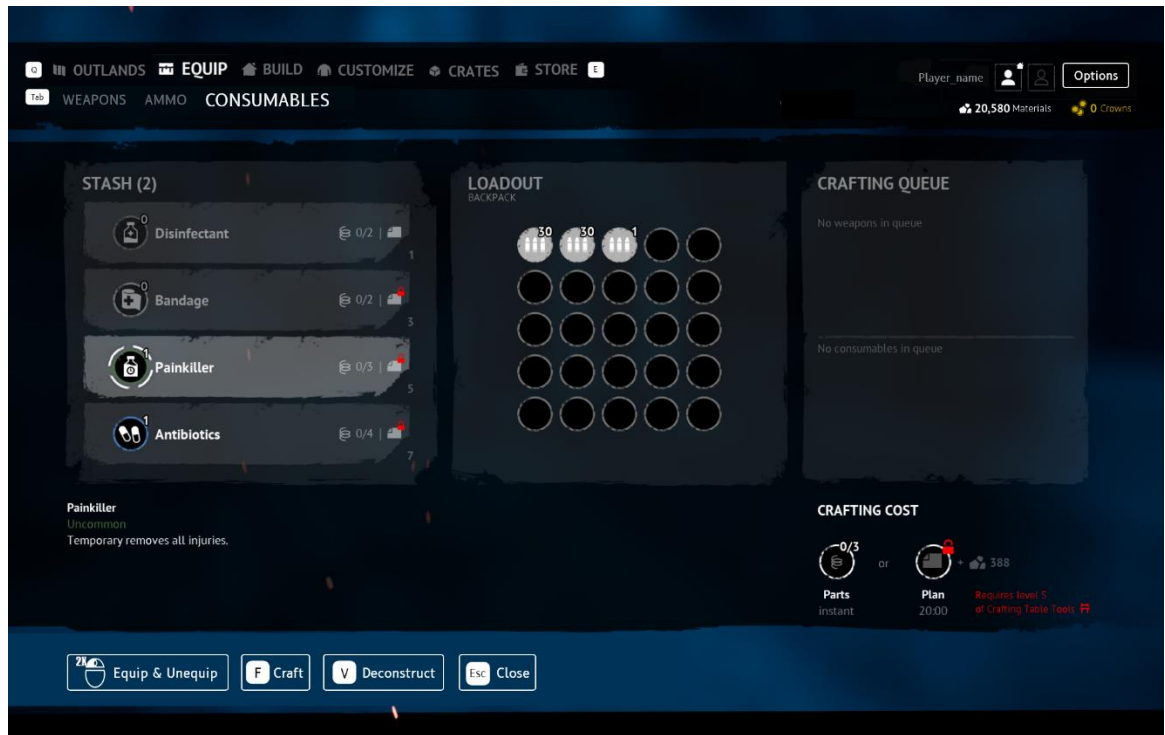 Q OUTLANDS EQUIP BUILD CUSTOMIZE CRATES STORE E
Player_name Options
Tab WEAPONS AMMO CONSUMABLES
20,580 Materials 0 Crowns
STASH (2)
0 Disinfectant 0/2 | 1
0 Bandage 0/2 | 3
1 Painkiller 0/3 | 5
1 Antibiotics 0/4 | 7
LOADOUT
BACKPACK
30 30 1
CRAFTING QUEUE
No weapons in queue
No consumables in queue
Painkiller
Uncommon
Temporary removes all injuries.
CRAFTING COST
0/3 or + 388
Parts Plan Requires level 5
instant 20:00 of Crafting Table Tools
2X Equip & Unequip F Craft V Deconstruct Esc Close